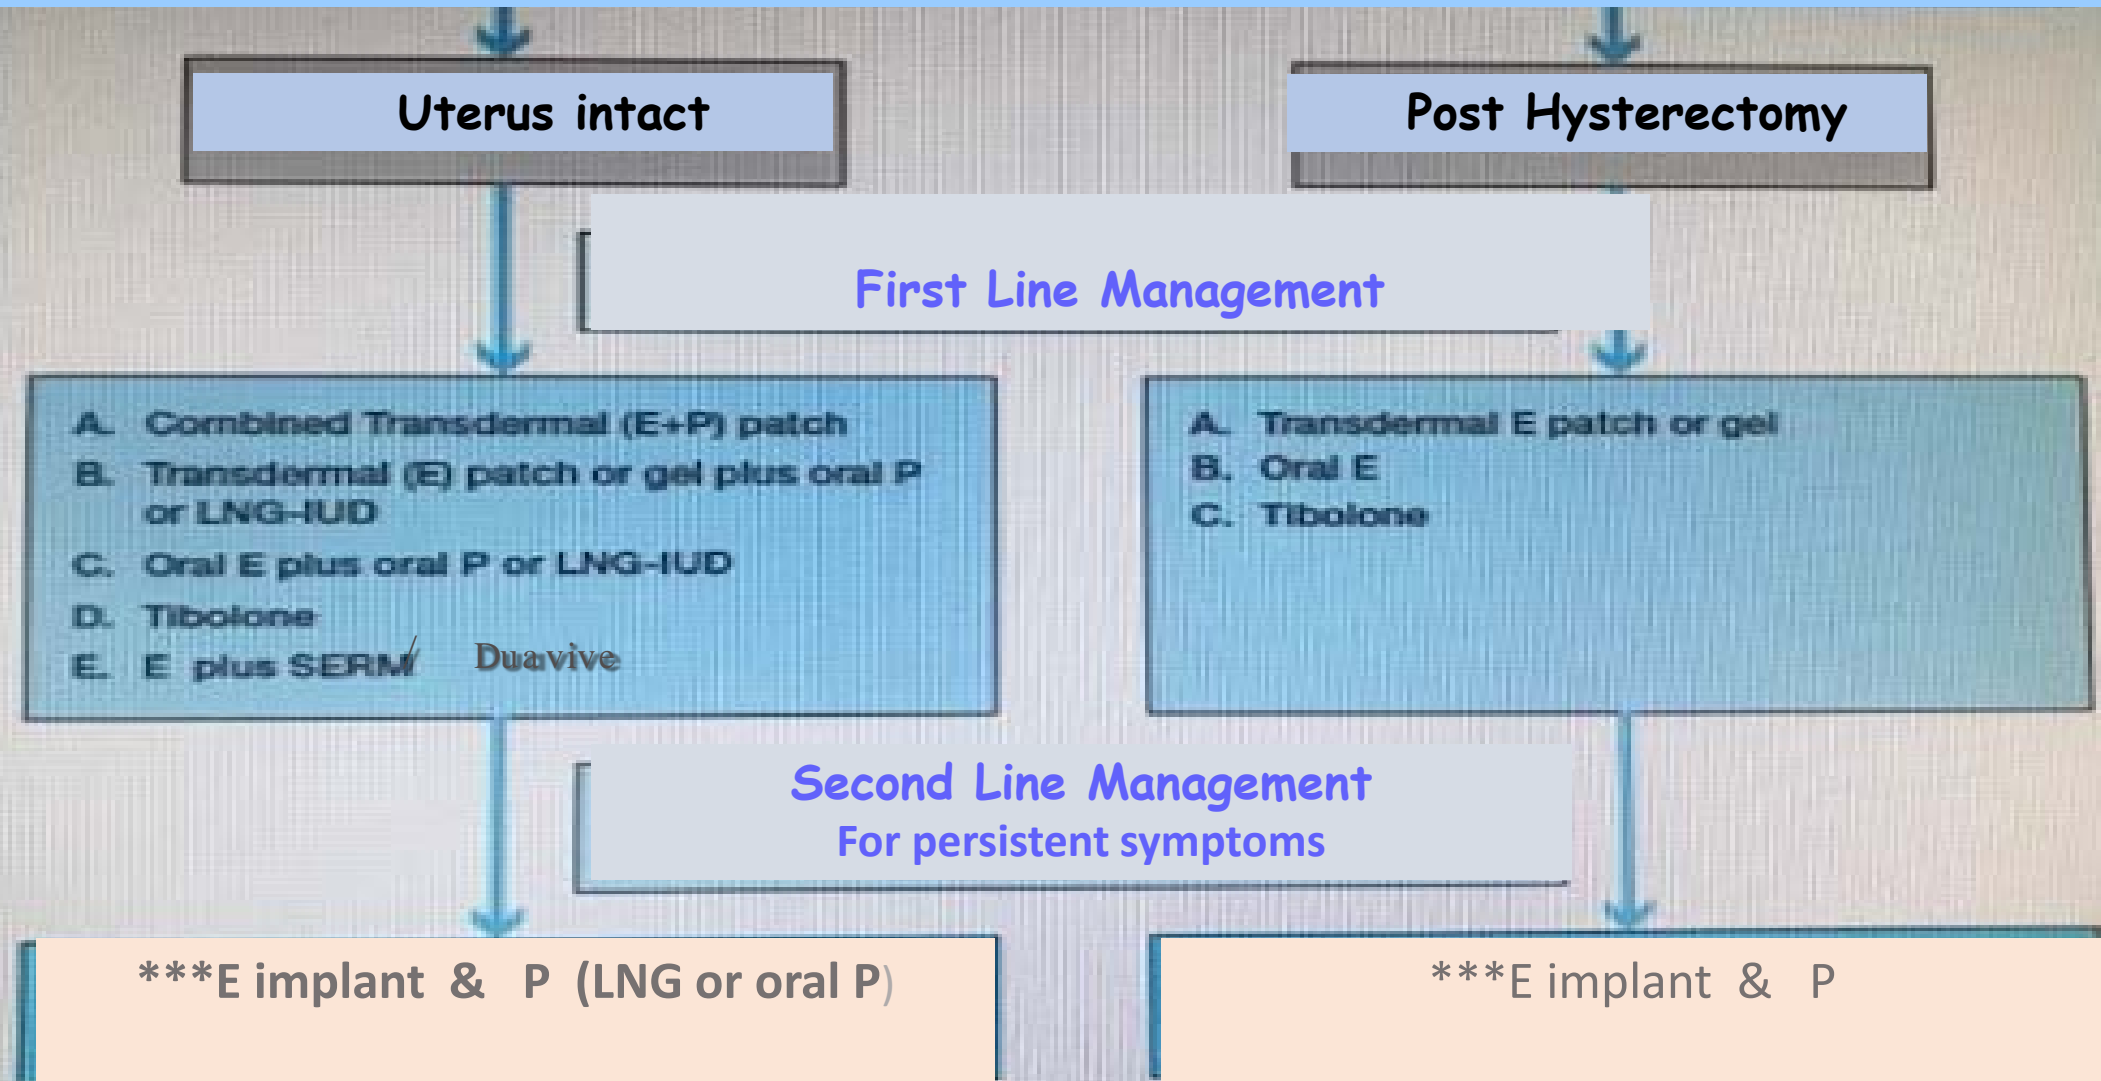 Uterus intact
Post Hysterectomy
First Line Management
A. Combined Transdermal (E+P) patch
B. Transdermal (E) patch or gel plus oral P
or LNG-IUD
C. Oral E plus oral P or LNG-IUD
D. Tibolone
E. E plus SERM/ Duavive
A. Transdermal E patch or gel
B. Oral E
C. Tibolone
Second Line Management
For persistent symptoms
***E implant & P (LNG or oral P)
***E implant & P